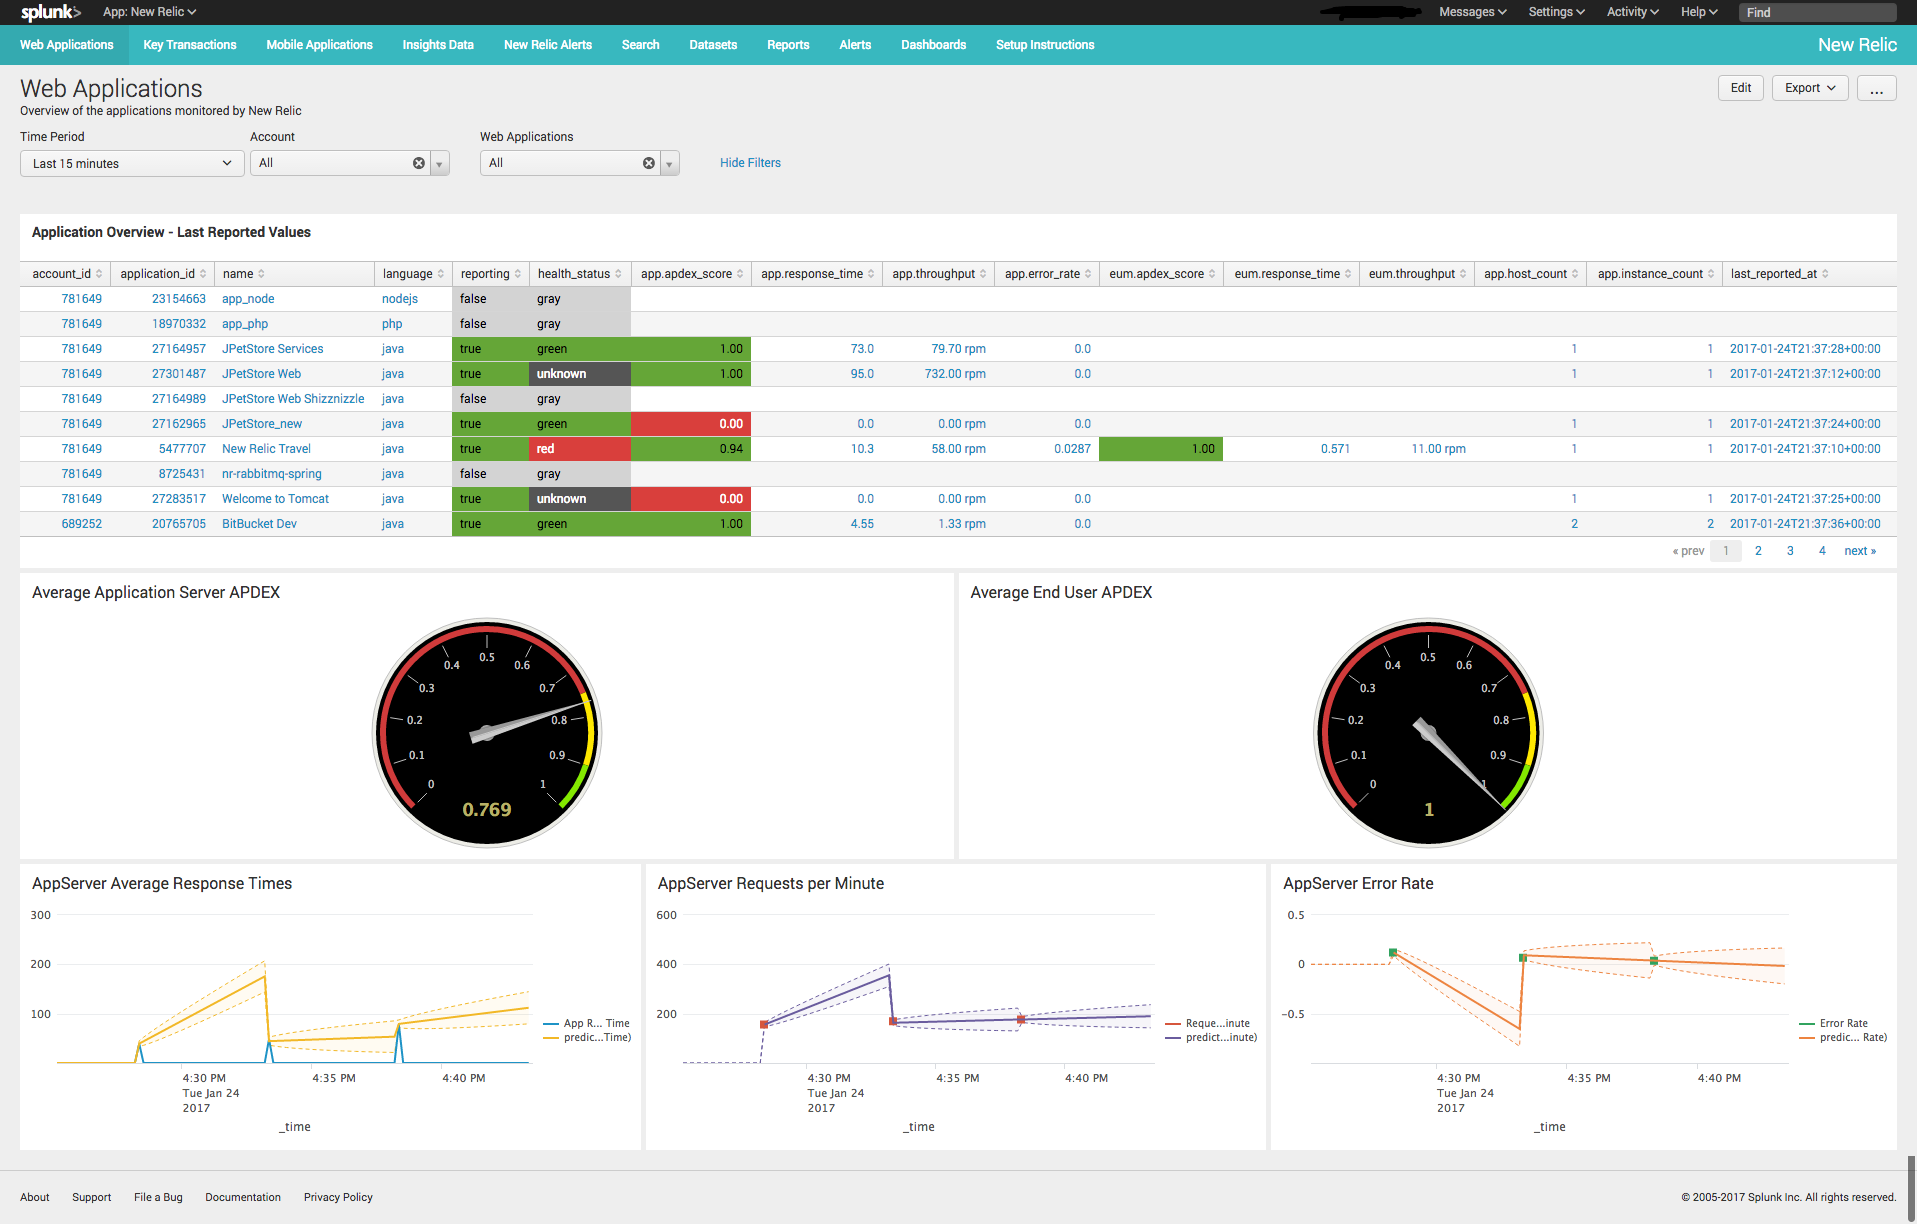 splunk> App: New Relic Messages Settings Activity Help Find
Web Applications Key Transactions Mobile Applications Insights Data New Relic Alerts Search Datasets Reports Alerts Dashboards Setup Instructions New Relic
Web Applications Edit Export ...
Overview of the applications monitored by New Relic
Time Period Account Web Applications
Last 15 minutes All All Hide Filters
Application Overview - Last Reported Values
account_id application_id name language reporting health_status app.apdex_score app.response_time app.throughput app.error_rate eum.apdex_score eum.response_time eum.throughput app.host_count app.instance_count last_reported_at
781649 23154663 app_node nodejs false gray
781649 18970332 app_php php false gray
781649 27164957 JPetStore Services java true green 1.00 73.0 79.70 rpm 0.0 1 1 2017-01-24T21:37:28+00:00
781649 27301487 JPetStore Web java true unknown 1.00 95.0 732.00 rpm 0.0 1 1 2017-01-24T21:37:12+00:00
781649 27164989 JPetStore Web Shizznizzle java false gray
781649 27162965 JPetStore_new java true green 0.00 0.0 0.00 rpm 0.0 1 1 2017-01-24T21:37:24+00:00
781649 5477707 New Relic Travel java true red 0.94 10.3 58.00 rpm 0.0287 1.00 0.571 11.00 rpm 1 1 2017-01-24T21:37:10+00:00
781649 8725431 nr-rabbitmq-spring java false gray
781649 27283517 Welcome to Tomcat java true unknown 0.00 0.0 0.00 rpm 0.0 1 1 2017-01-24T21:37:25+00:00
689252 20765705 BitBucket Dev java true green 1.00 4.55 1.33 rpm 0.0 2 2 2017-01-24T21:37:36+00:00
« prev 1 2 3 4 next »
Average Application Server APDEX
0 0.1 0.2 0.3 0.4 0.5 0.6 0.7 0.8 0.9 1
0.769
Average End User APDEX
0 0.1 0.2 0.3 0.4 0.5 0.6 0.7 0.8 0.9 1
1
AppServer Average Response Times
300
200
100
App R... Time
predic...Time)
4:30 PM 4:35 PM 4:40 PM
Tue Jan 24
2017
_time
AppServer Requests per Minute
600
400
200
Reque...inute
predict...inute)
4:30 PM 4:35 PM 4:40 PM
Tue Jan 24
2017
_time
AppServer Error Rate
0.5
0
-0.5
Error Rate
predic... Rate)
4:30 PM 4:35 PM 4:40 PM
Tue Jan 24
2017
_time
About Support File a Bug Documentation Privacy Policy © 2005-2017 Splunk Inc. All rights reserved.